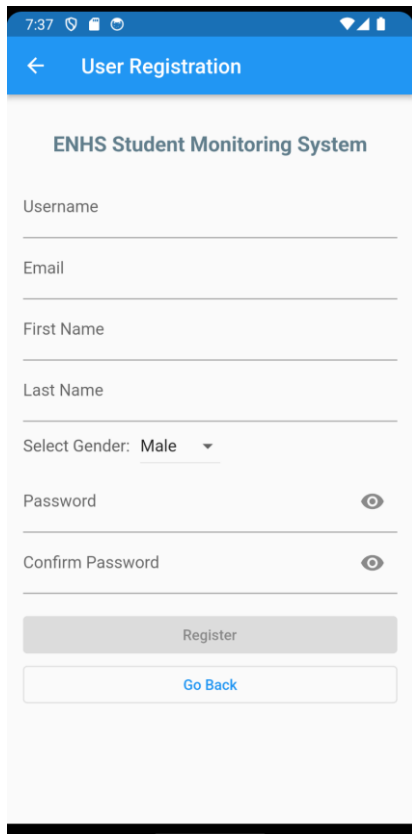 7:37
User Registration
ENHS Student Monitoring System
Username
Email
First Name
Last Name
Select Gender: Male
Password
Confirm Password
Register
Go Back